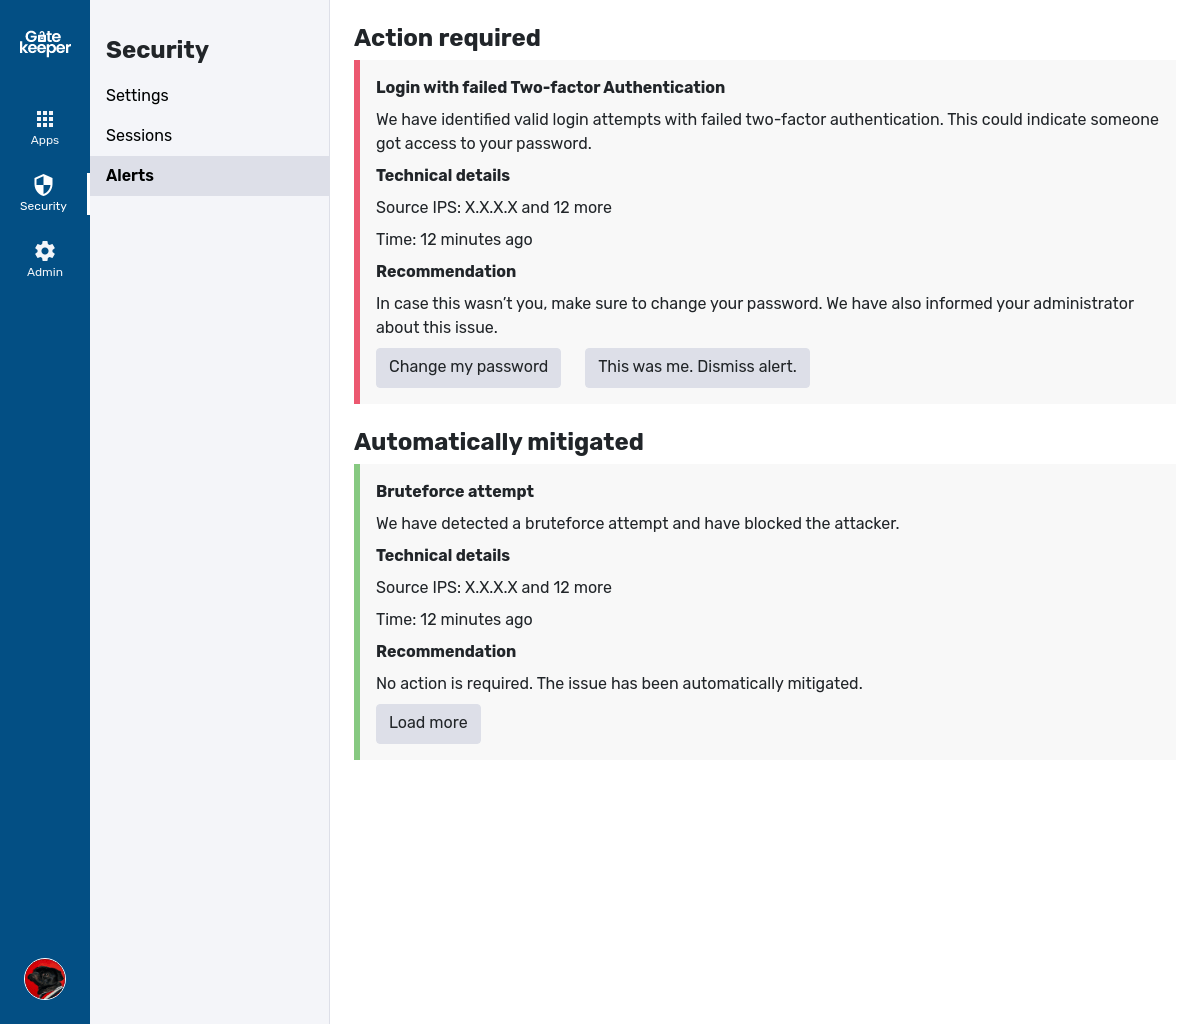 Gate
keeper
Apps
Security
Admin
Security
Settings
Sessions
Alerts
Action required
Login with failed Two-factor Authentication
We have identified valid login attempts with failed two-factor authentication. This could indicate someone
got access to your password.
Technical details
Source IPS: X.X.X.X and 12 more
Time: 12 minutes ago
Recommendation
In case this wasn’t you, make sure to change your password. We have also informed your administrator
about this issue.
Change my password
This was me. Dismiss alert.
Automatically mitigated
Bruteforce attempt
We have detected a bruteforce attempt and have blocked the attacker.
Technical details
Source IPS: X.X.X.X and 12 more
Time: 12 minutes ago
Recommendation
No action is required. The issue has been automatically mitigated.
Load more